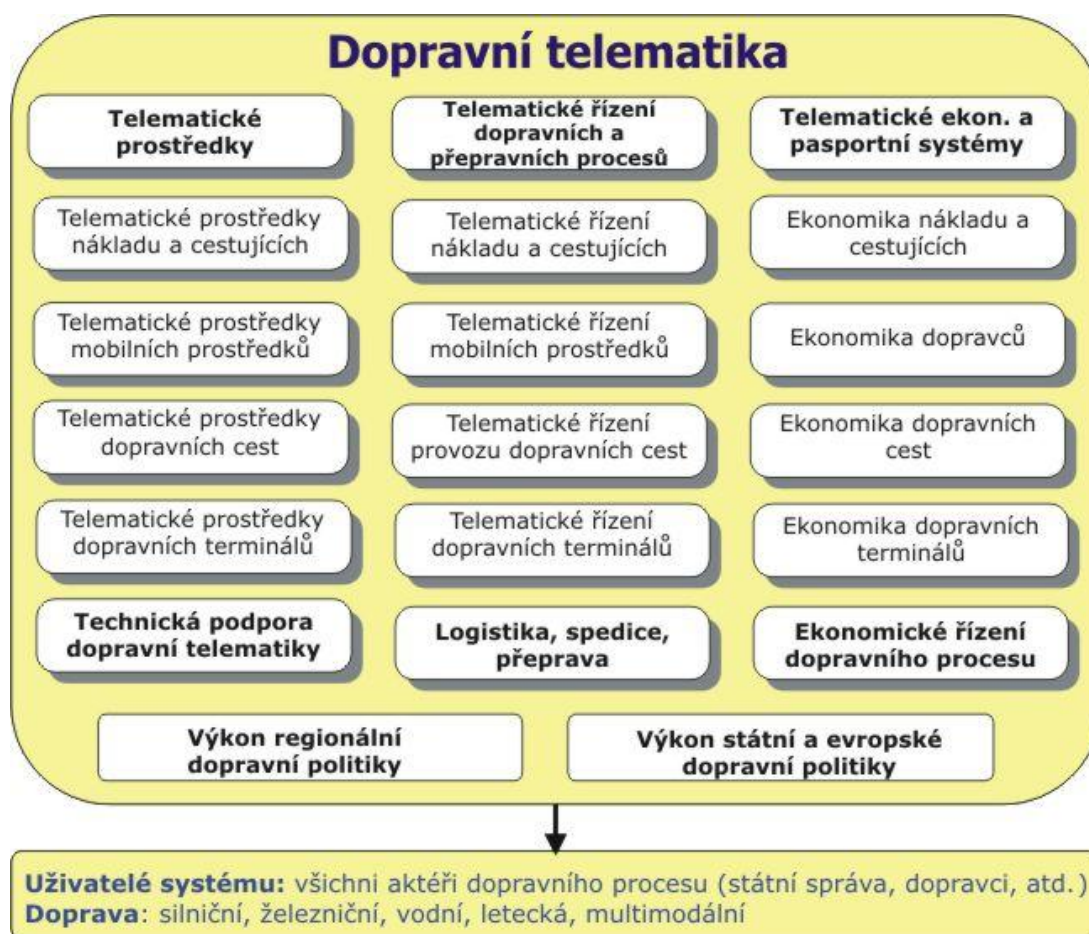 Dopravní telematika
Telematické
prostředky
Telematické řízení
dopravních a
přepravních procesů
Telematické ekon. a
pasportní systémy
Telematické prostředky
nákladu a cestujících
Telematické řízení
nákladu a cestujících
Ekonomika nákladu a
cestujících
Telematické prostředky
mobilních prostředků
Telematické řízení
mobilních prostředků
Ekonomika dopravců
Telematické prostředky
dopravních cest
Telematické řízení
provozu dopravních cest
Ekonomika dopravních
cest
Telematické prostředky
dopravních terminálů
Telematické řízení
dopravních terminálů
Ekonomika dopravních
terminálů
Technická podpora
dopravní telematiky
Logistika, spedice,
přeprava
Ekonomické řízení
dopravního procesu
Výkon regionální
dopravní politiky
Výkon státní a evropské
dopravní politiky
Uživatelé systému: všichni aktéři dopravního procesu (státní správa, dopravci, atd.)
Doprava: silniční, železniční, vodní, letecká, multimodální